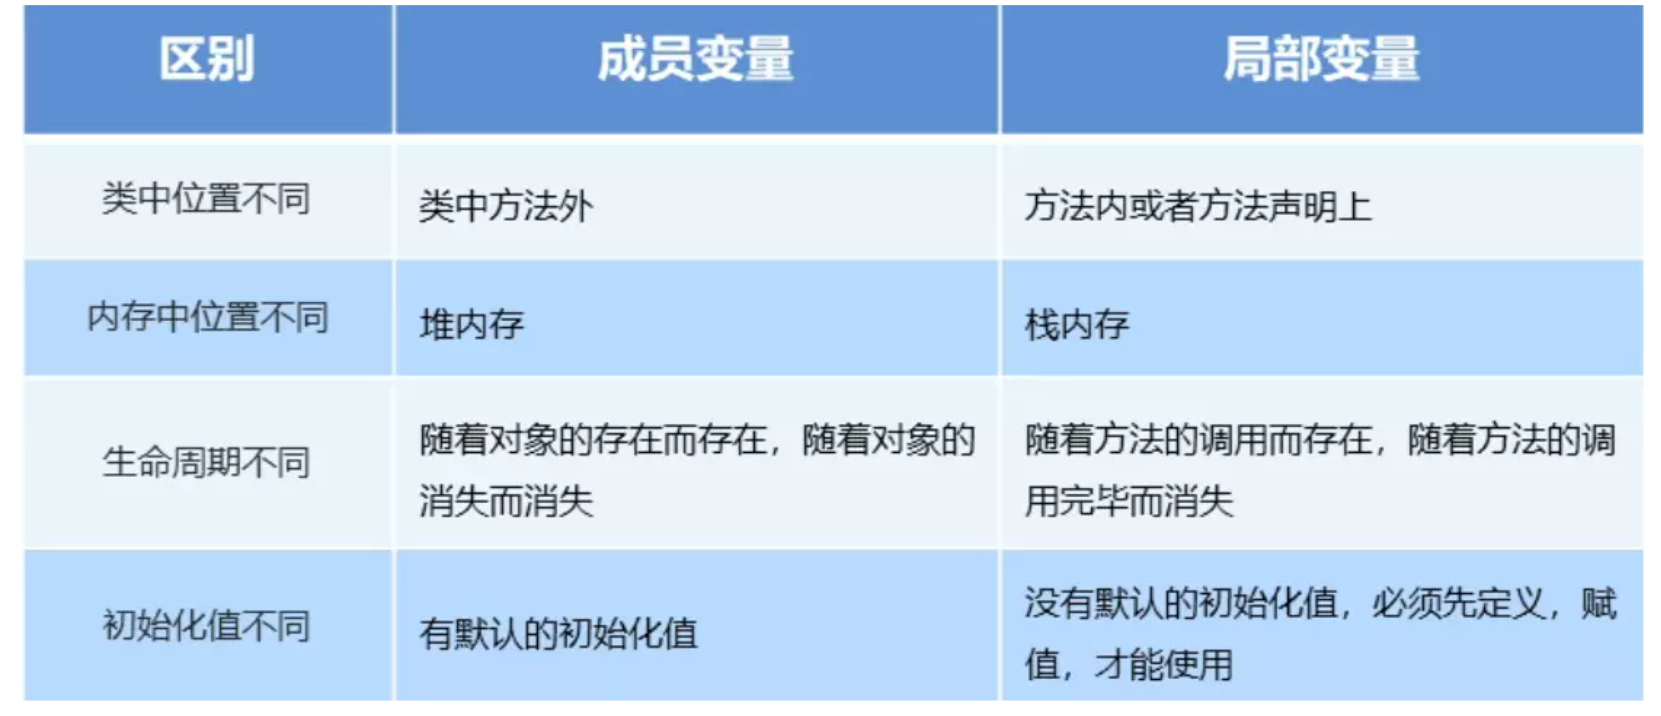 区别
成员变量
局部变量
类中位置不同
类中方法外
方法内或者方法声明上
内存中位置不同
堆内存
栈内存
生命周期不同
随着对象的存在而存在，随着对象的
消失而消失
随着方法的调用而存在，随着方法的调
用完毕而消失
初始化值不同
有默认的初始化值
没有默认的初始化值，必须先定义，赋
值，才能使用